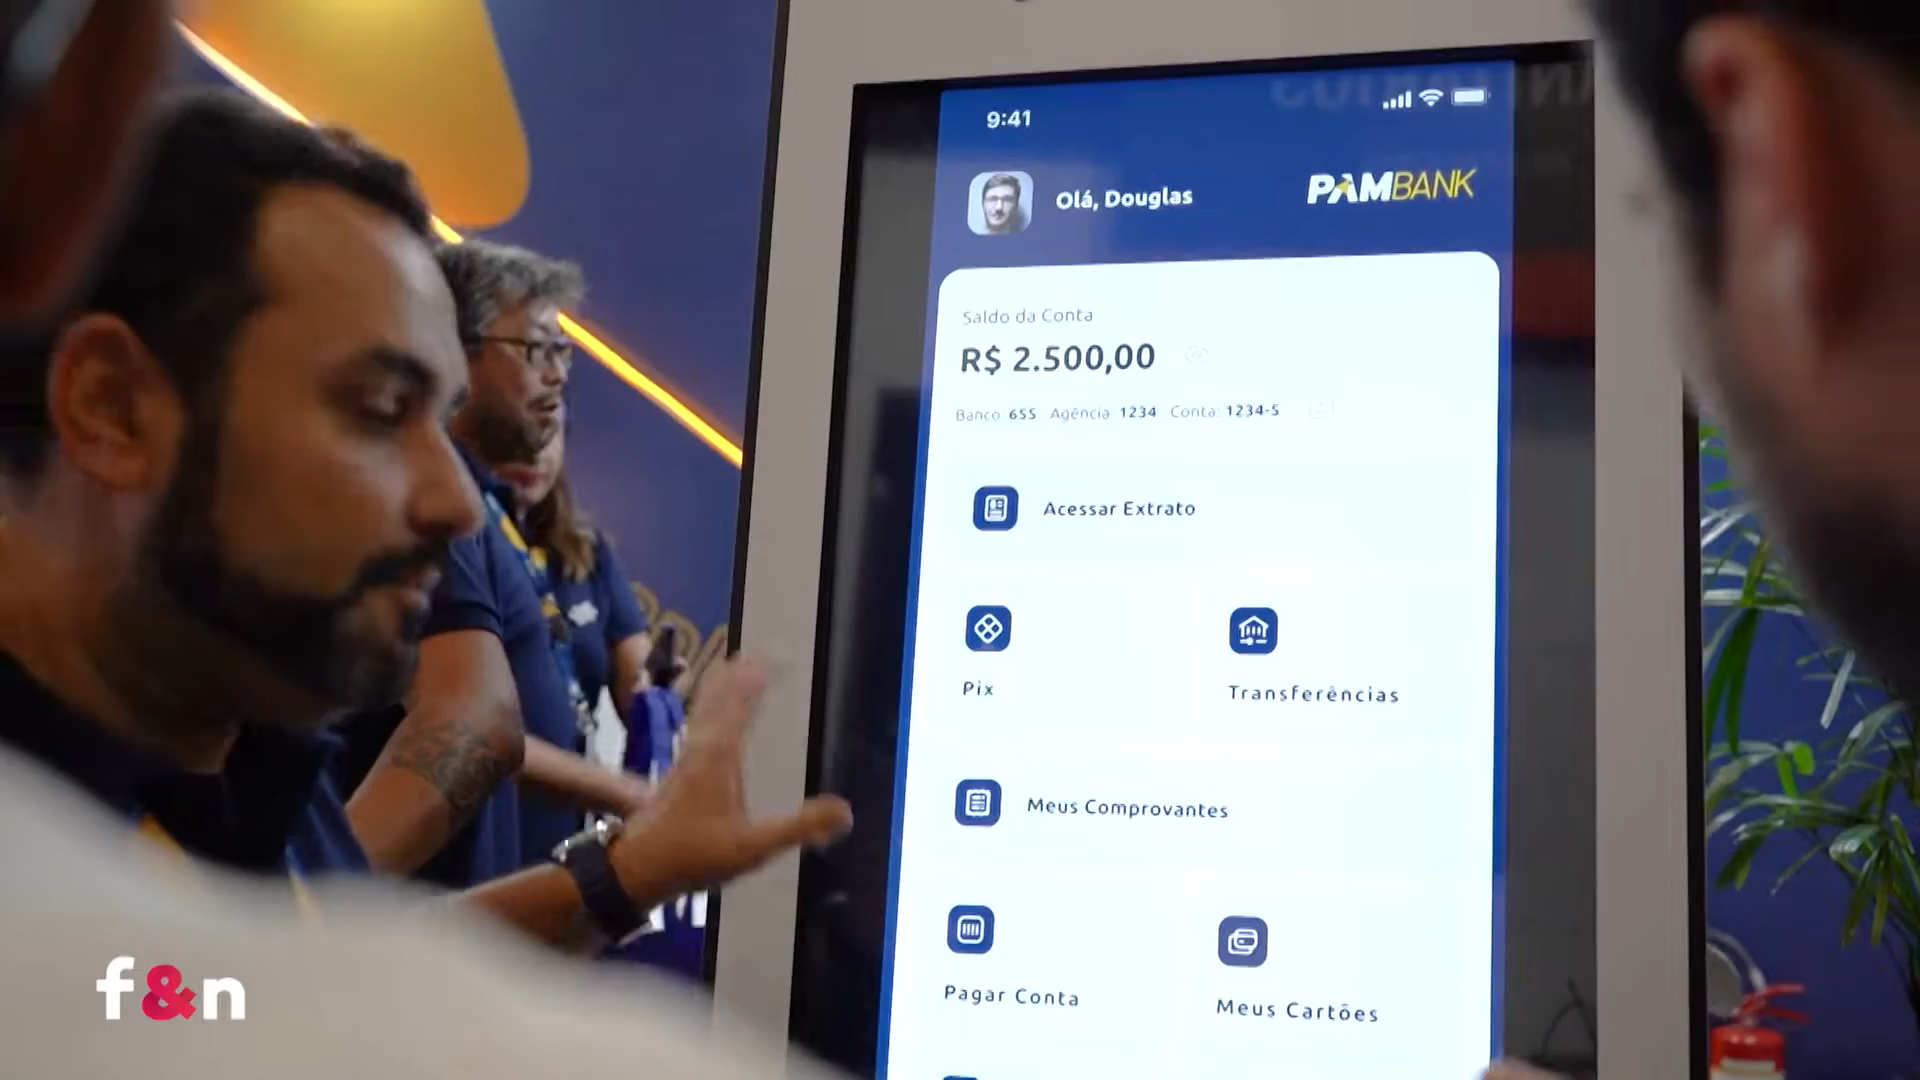 9:41
Olá, Douglas
PAMBANK
Saldo da Conta
R$ 2.500,00
Banco: 655 Agência: 1234 Conta: 1234-5
Acessar Extrato
Pix
Transferências
Meus Comprovantes
Pagar Conta
Meus Cartões
f&n